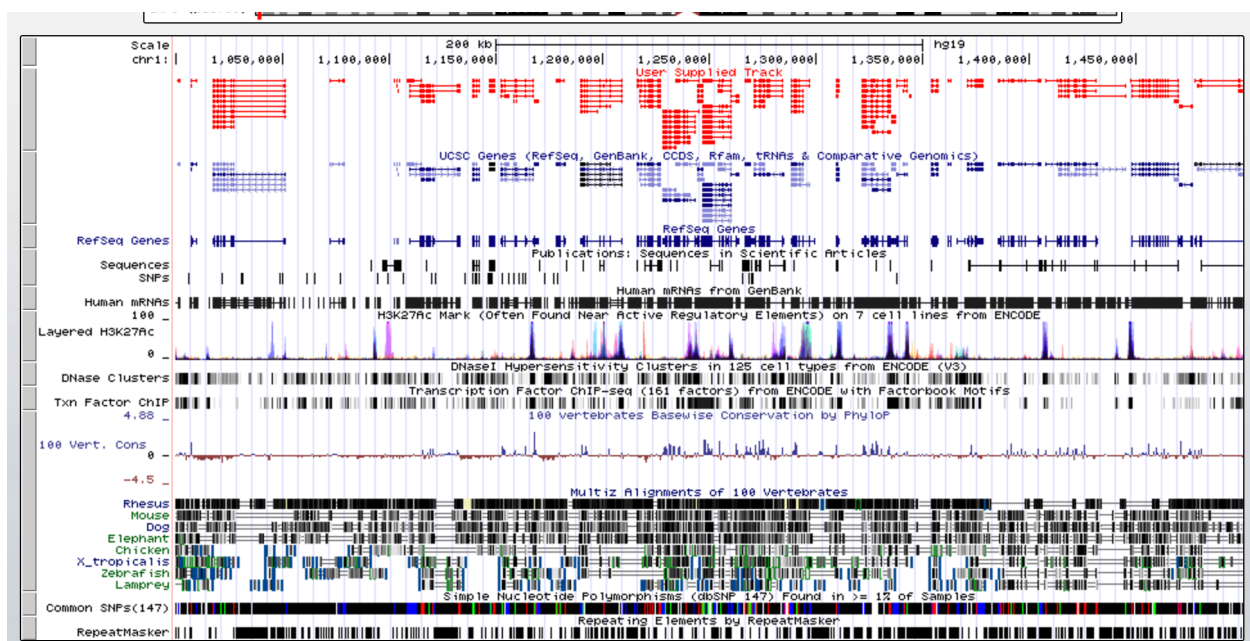 Scale 200 kb hg19
chr1: 1,050,000 1,100,000 1,150,000 1,200,000 1,250,000 1,300,000 1,350,000 1,400,000 1,450,000
User Supplied Track
UCSC Genes (RefSeq, GenBank, CCDS, Rfam, tRNAs & Comparative Genomics)
RefSeq Genes
RefSeq Genes
Publications: Sequences in Scientific Articles
Sequences
SNPs
Human mRNAs from GenBank
Human mRNAs
H3K27Ac Mark (Often Found Near Active Regulatory Elements) on 7 cell lines from ENCODE
100 _
Layered H3K27Ac
0 _
DNaseI Hypersensitivity Clusters in 125 cell types from ENCODE (V3)
DNase Clusters
Transcription Factor ChIP-seq (161 factors) from ENCODE with Factorbook Motifs
Txn Factor ChIP
100 vertebrates Basewise Conservation by PhyloP
4.88 _
100 Vert. Cons
0 _
-4.5 _
Multiz Alignments of 100 Vertebrates
Rhesus
Mouse
Dog
Elephant
Chicken
X_tropicalis
Zebrafish
Lamprey
Simple Nucleotide Polymorphisms (dbSNP 147) Found in >= 1% of Samples
Common SNPs(147)
Repeating Elements by RepeatMasker
RepeatMasker